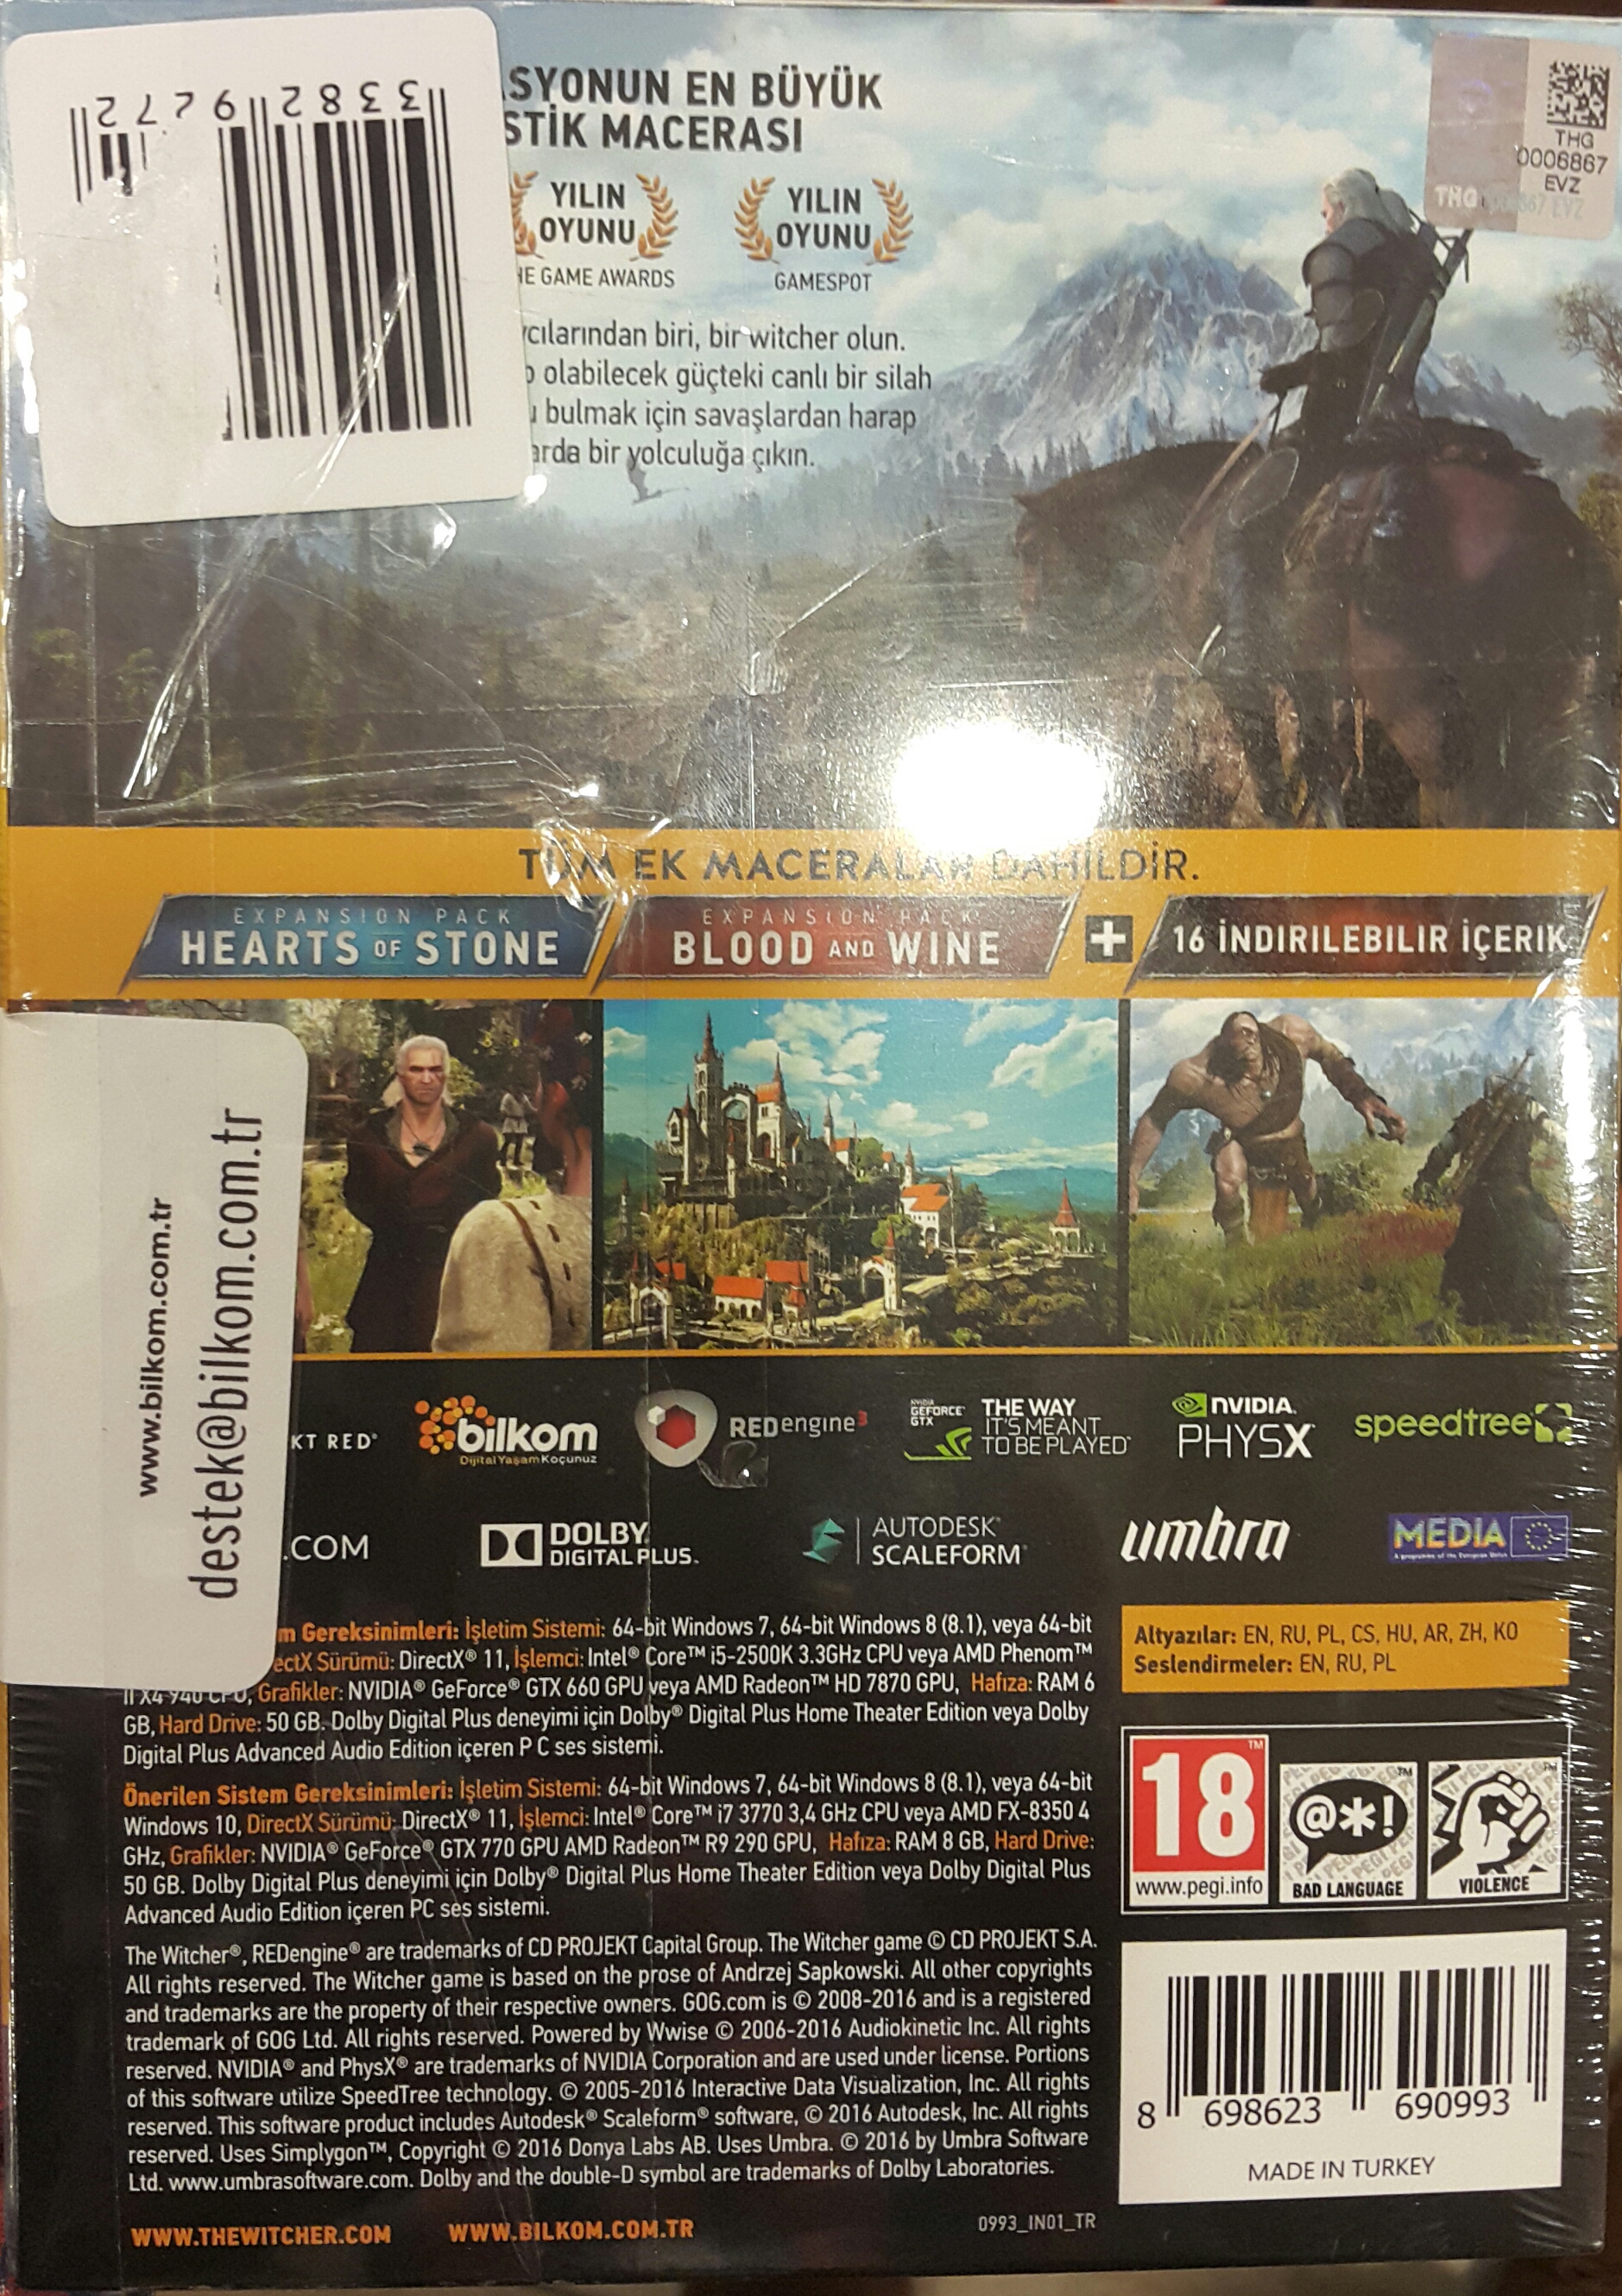 33829272
SYONUN EN BÜYÜK
STİK MACERASI
YILIN
OYUNU
GAME AWARDS
YILIN
OYUNU
GAMESPOT
THG
0006867
EVZ
biri, bir witcher olun.
olabilecek güçteki canlı bir silah
bulmak için savaşlardan harap
bir yolculuğa çıkın.
TÜM EK MACERALAR DAHİLDİR.
EXPANSION PACK
HEARTS OF STONE
EXPANSION PACK
BLOOD AND WINE
+
16 İNDIRILEBILIR İÇERIK
www.bilkom.com.tr
destek@bilkom.com.tr
KT RED®
bilkom
Dijital Yaşam Koçunuz
REDengine3
NVIDIA GEFORCE GTX
THE WAY
IT'S MEANT
TO BE PLAYED™
NVIDIA.
PHYSX
speedtree
.COM
DOLBY
DIGITAL PLUS™
AUTODESK®
SCALEFORM®
umbra
MEDIA
A programme of the European Union
m Gereksinimleri: İşletim Sistemi: 64-bit Windows 7, 64-bit Windows 8 (8.1), veya 64-bit
ectX Sürümü: DirectX® 11, İşlemci: Intel® Core™ i5-2500K 3.3GHz CPU veya AMD Phenom™
II X4 940 CPU, Grafikler: NVIDIA® GeForce® GTX 660 GPU veya AMD Radeon™ HD 7870 GPU, Hafıza: RAM 6
GB, Hard Drive: 50 GB. Dolby Digital Plus deneyimi için Dolby® Digital Plus Home Theater Edition veya Dolby
Digital Plus Advanced Audio Edition içeren P C ses sistemi.
Önerilen Sistem Gereksinimleri: İşletim Sistemi: 64-bit Windows 7, 64-bit Windows 8 (8.1), veya 64-bit
Windows 10, DirectX Sürümü: DirectX® 11, İşlemci: Intel® Core™ i7 3770 3,4 GHz CPU veya AMD FX-8350 4
GHz, Grafikler: NVIDIA® GeForce® GTX 770 GPU AMD Radeon™ R9 290 GPU, Hafıza: RAM 8 GB, Hard Drive:
50 GB. Dolby Digital Plus deneyimi için Dolby® Digital Plus Home Theater Edition veya Dolby Digital Plus
Advanced Audio Edition içeren PC ses sistemi.
Altyazılar: EN, RU, PL, CS, HU, AR, ZH, KO
Seslendirmeler: EN, RU, PL
18
www.pegi.info
@*!
BAD LANGUAGE
VIOLENCE
The Witcher®, REDengine® are trademarks of CD PROJEKT Capital Group. The Witcher game © CD PROJEKT S.A.
All rights reserved. The Witcher game is based on the prose of Andrzej Sapkowski. All other copyrights
and trademarks are the property of their respective owners. GOG.com is © 2008-2016 and is a registered
trademark of GOG Ltd. All rights reserved. Powered by Wwise © 2006-2016 Audiokinetic Inc. All rights
reserved. NVIDIA® and PhysX® are trademarks of NVIDIA Corporation and are used under license. Portions
of this software utilize SpeedTree technology. © 2005-2016 Interactive Data Visualization, Inc. All rights
reserved. This software product includes Autodesk® Scaleform® software, © 2016 Autodesk, Inc. All rights
reserved. Uses Simplygon™, Copyright © 2016 Donya Labs AB. Uses Umbra. © 2016 by Umbra Software
Ltd. www.umbrasoftware.com. Dolby and the double-D symbol are trademarks of Dolby Laboratories.
8 698623 690993
MADE IN TURKEY
WWW.THEWITCHER.COM WWW.BILKOM.COM.TR
0993_IN01_TR